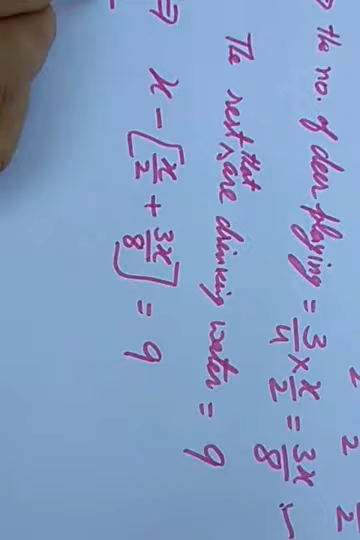 ⇒ the no. of deer playing = 3/4 × x/2 = 3x/8
The rest that are drinking water = 9
⇒ x - [x/2 + 3x/8] = 9